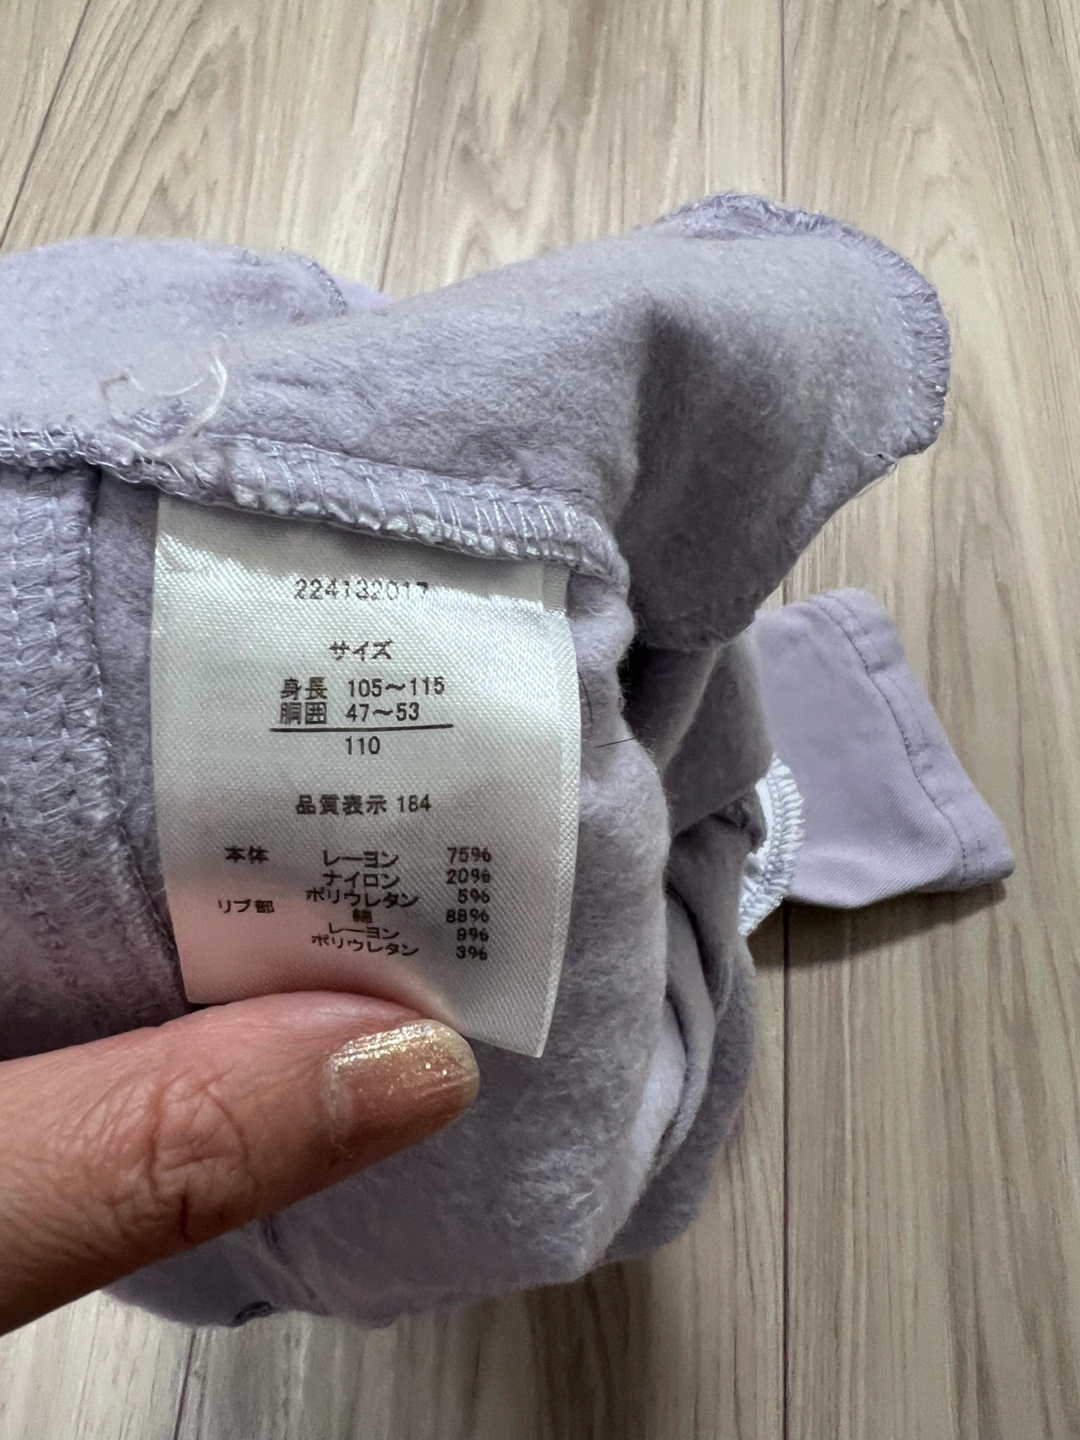 224132017
サイズ
身長 105～115
胴囲 47～53
110
品質表示 184
本体 レーヨン 75%
ナイロン 20%
ポリウレタン 5%
リブ部 綿 88%
レーヨン 9%
ポリウレタン 3%